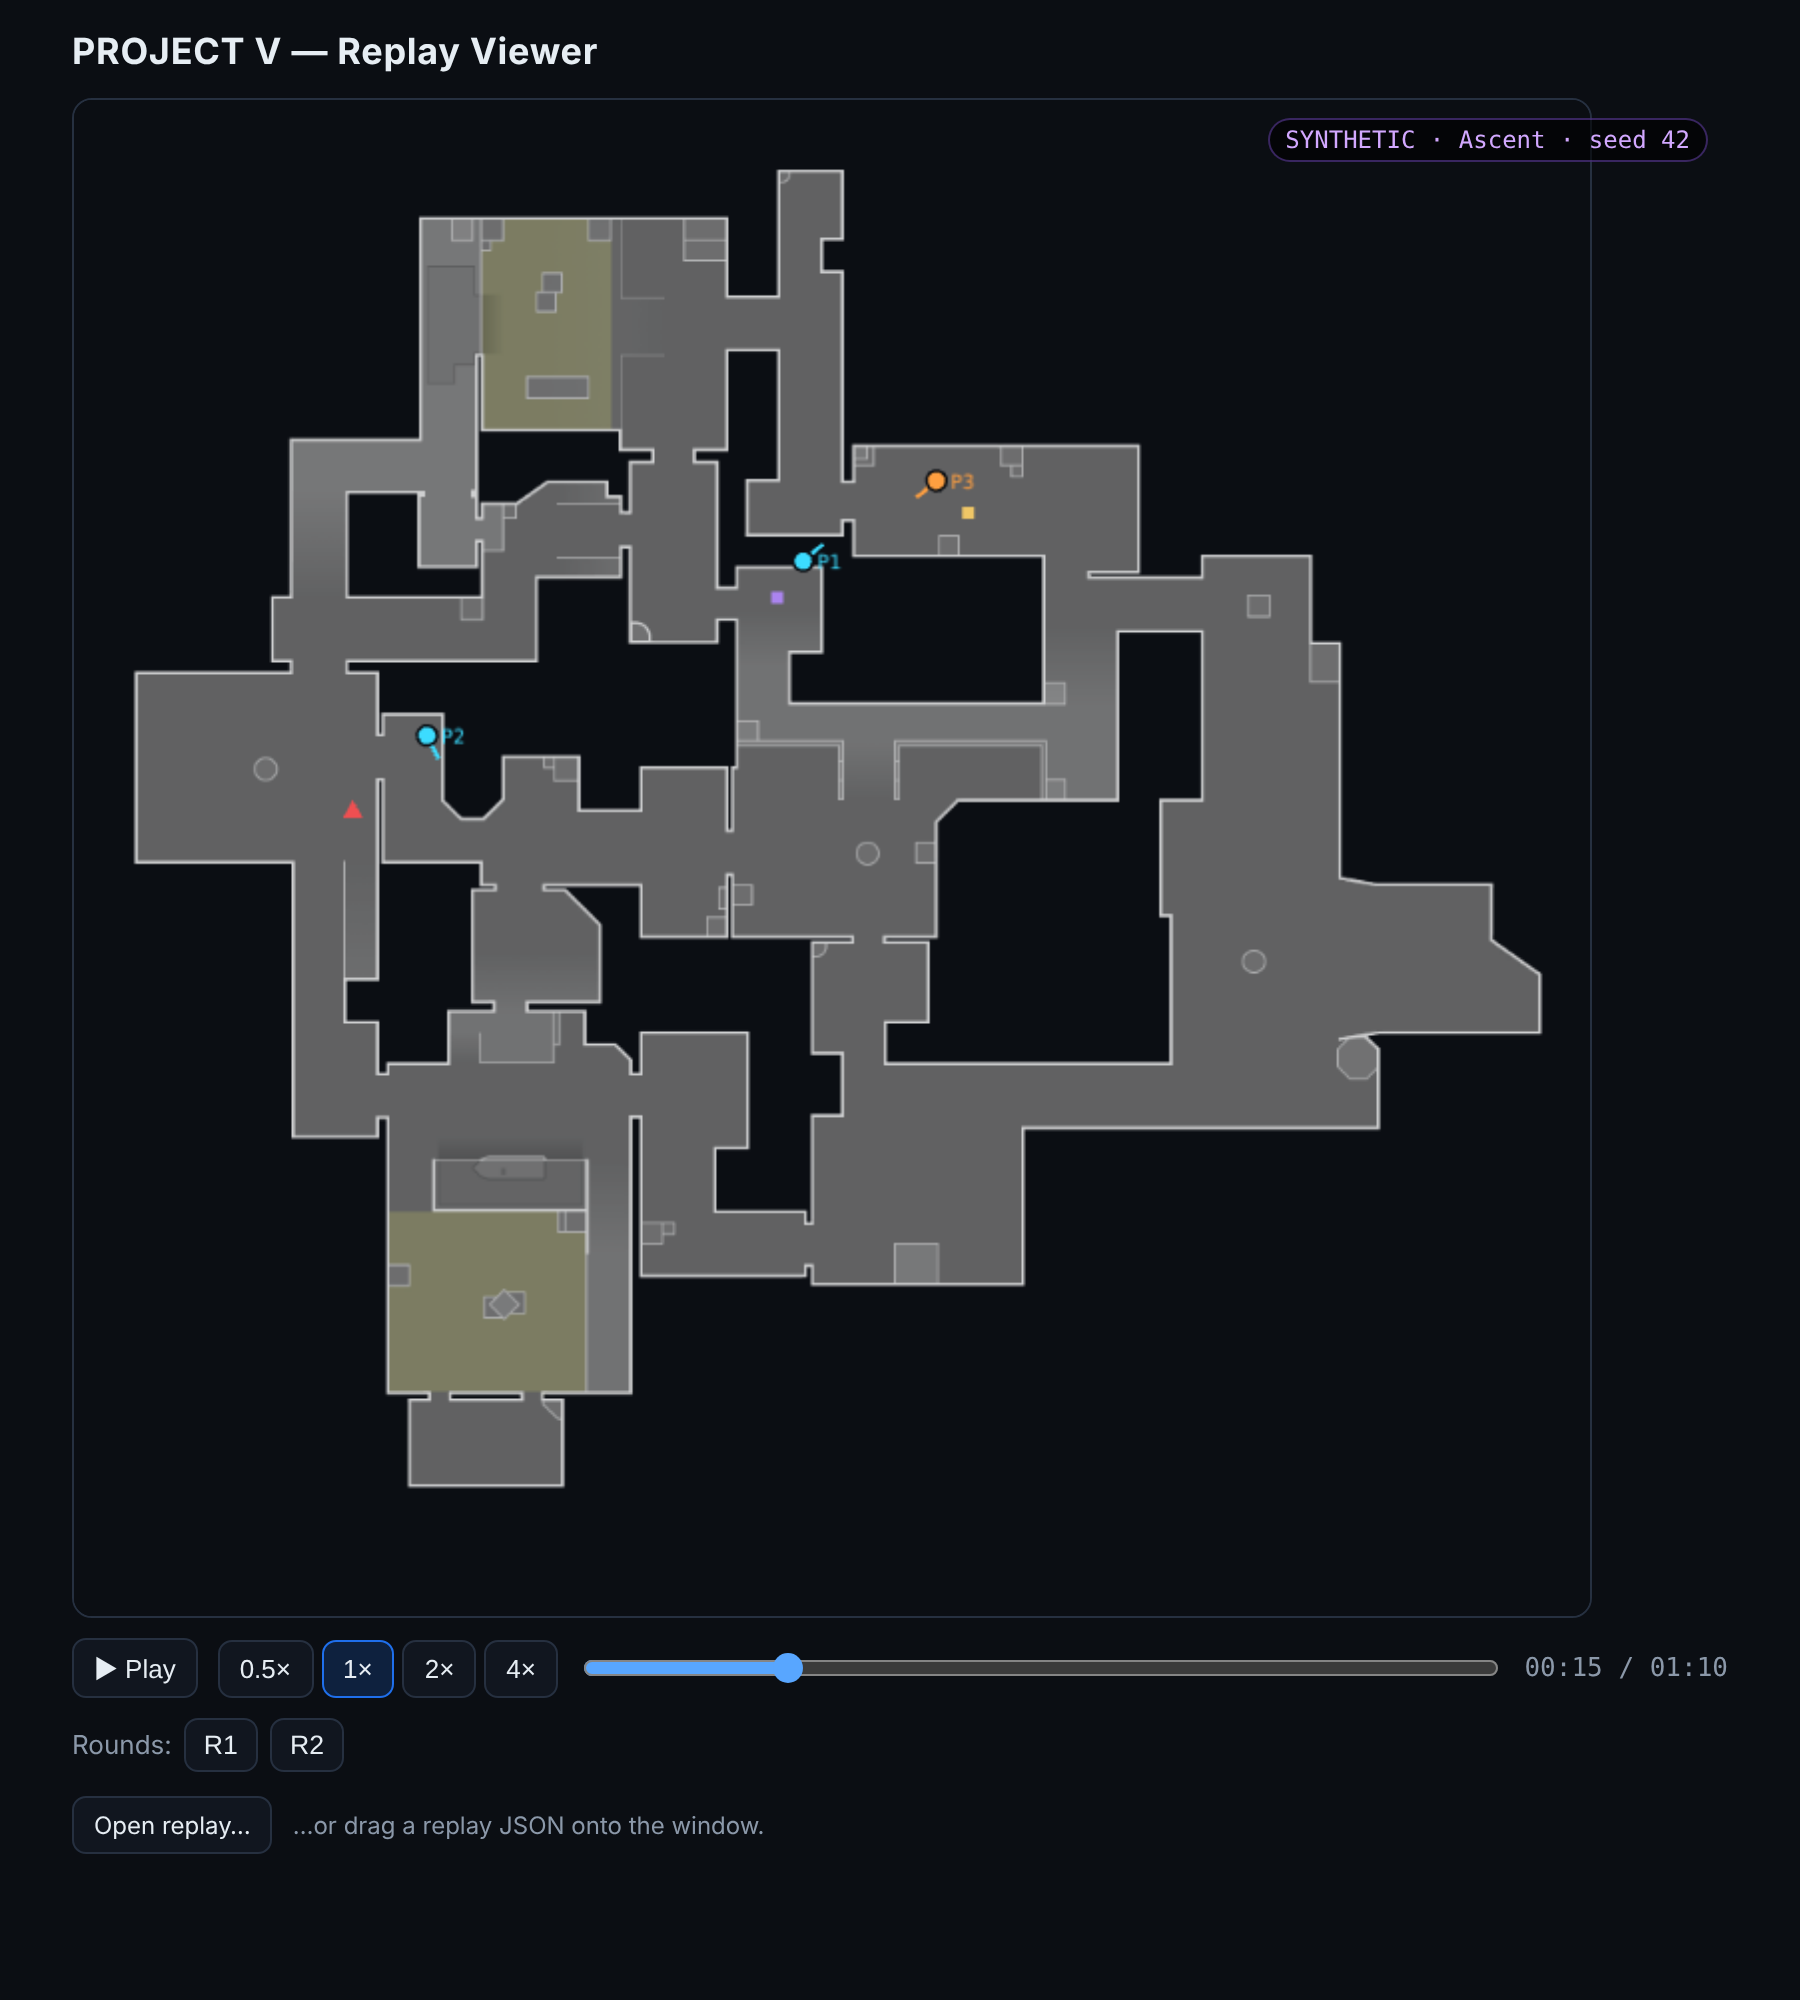 PROJECT V — Replay Viewer
SYNTHETIC · Ascent · seed 42
P3
P1
P2
▶ Play 0.5× 1× 2× 4× 00:15 / 01:10
Rounds: R1 R2
Open replay... ...or drag a replay JSON onto the window.